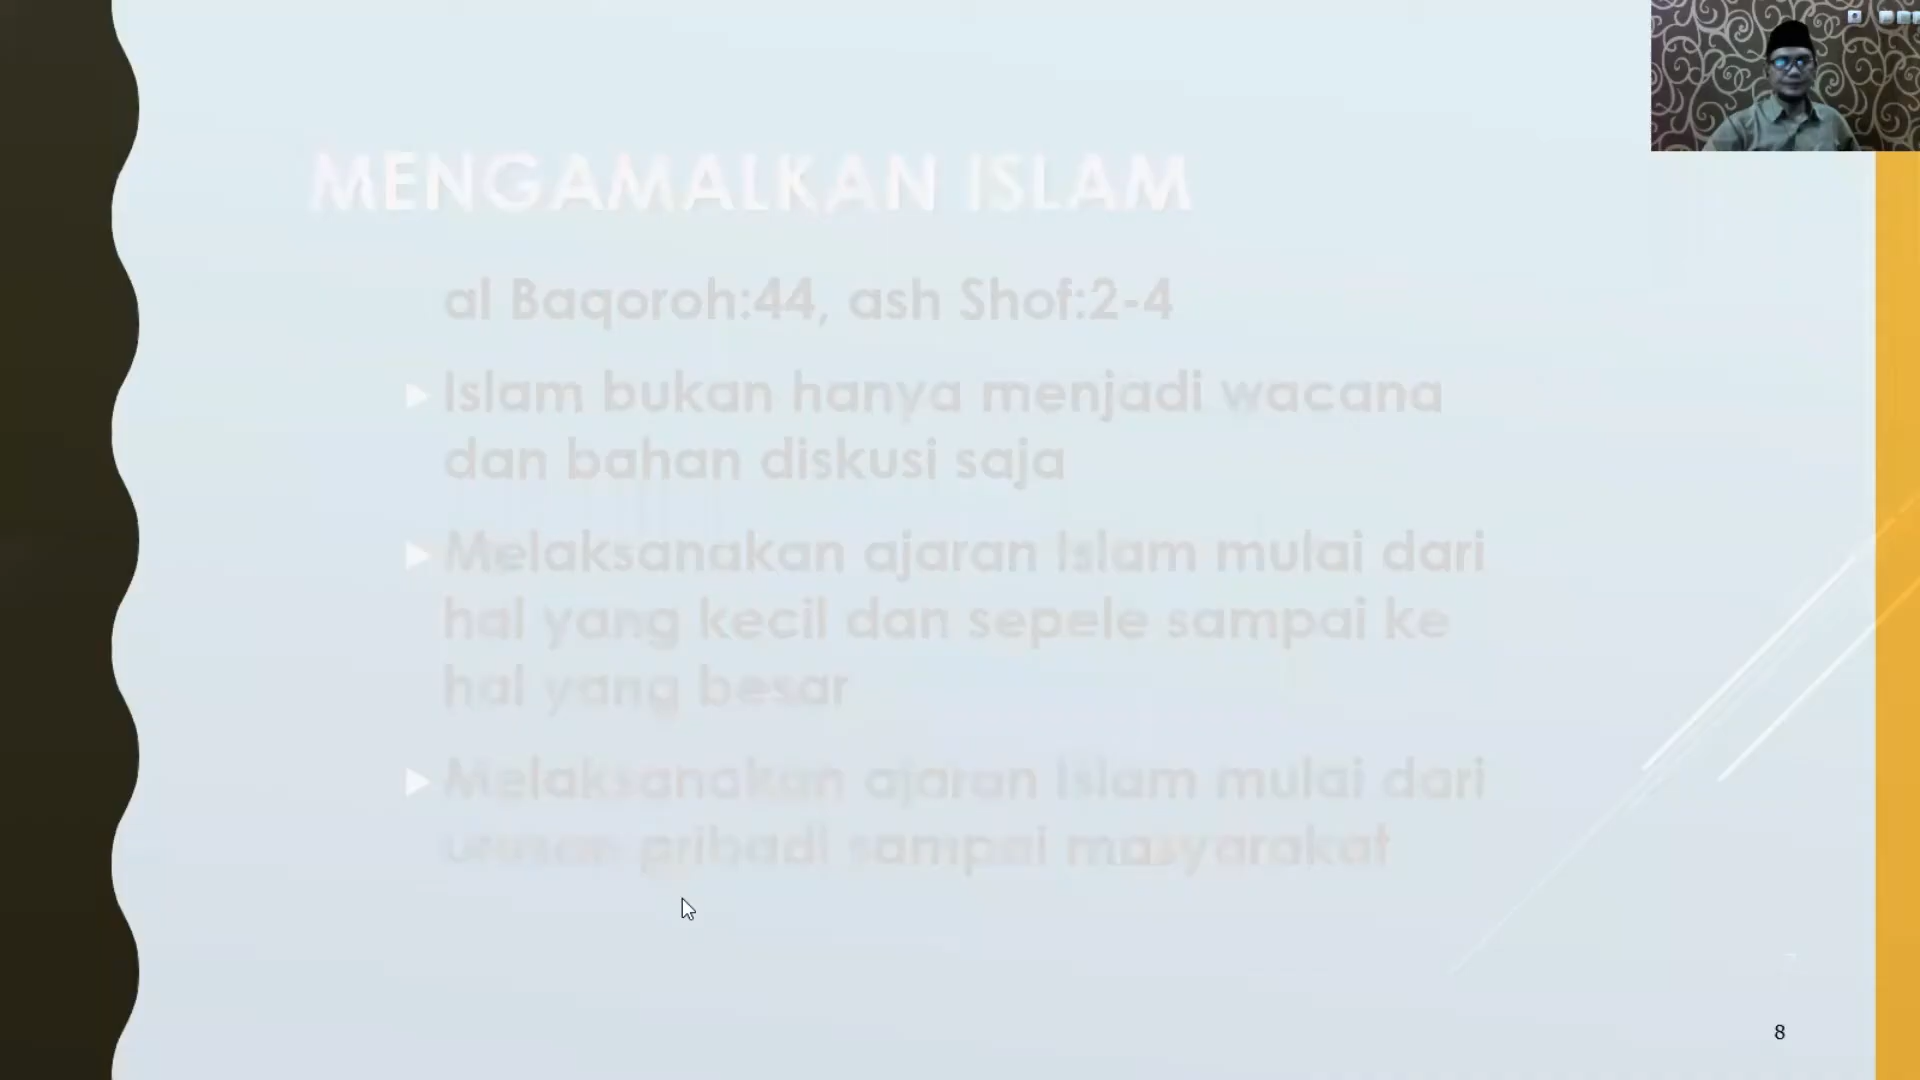 MENGAMALKAN ISLAM
al Baqoroh:44, ash Shof:2-4
Islam bukan hanya menjadi wacana
dan bahan diskusi saja
Melaksanakan ajaran Islam mulai dari
hal yang kecil dan sepele sampai ke
hal yang besar
Melaksanakan ajaran Islam mulai dari
urusan pribadi sampai masyarakat
7
8